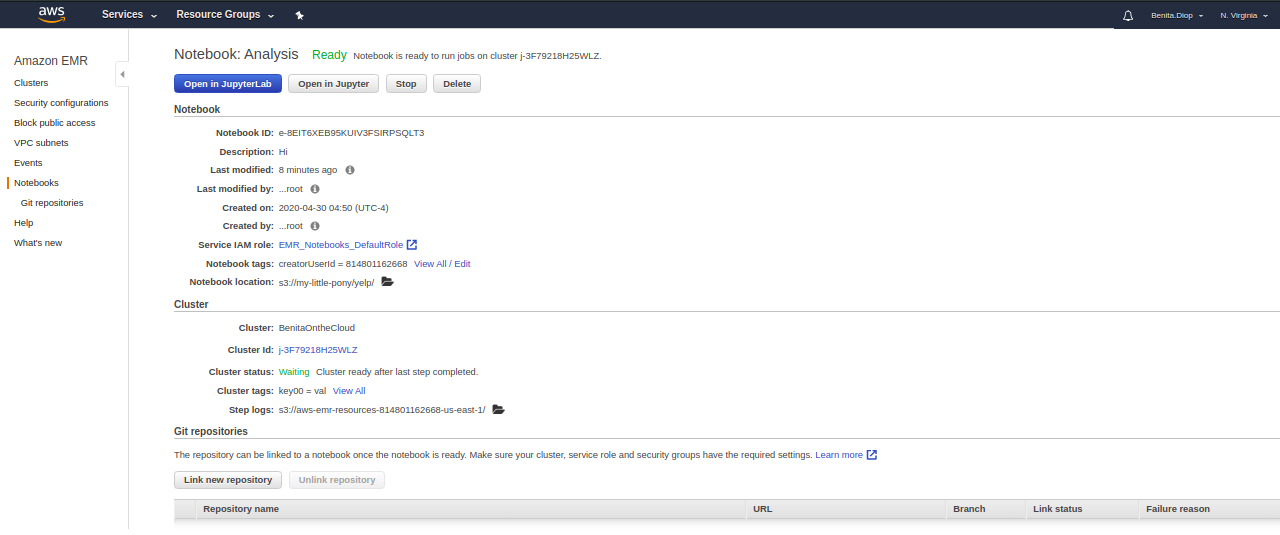 aws Services Resource Groups Benita.Diop N. Virginia
Amazon EMR
Clusters
Security configurations
Block public access
VPC subnets
Events
Notebooks
Git repositories
Help
What's new
Notebook: Analysis Ready Notebook is ready to run jobs on cluster j-3F79218H25WLZ.
Open in JupyterLab Open in Jupyter Stop Delete
Notebook
Notebook ID: e-8EIT6XEB95KUIV3FSIRPSQLT3
Description: Hi
Last modified: 8 minutes ago
Last modified by: ...root
Created on: 2020-04-30 04:50 (UTC-4)
Created by: ...root
Service IAM role: EMR_Notebooks_DefaultRole
Notebook tags: creatorUserId = 814801162668 View All / Edit
Notebook location: s3://my-little-pony/yelp/
Cluster
Cluster: BenitaOntheCloud
Cluster Id: j-3F79218H25WLZ
Cluster status: Waiting Cluster ready after last step completed.
Cluster tags: key00 = val View All
Step logs: s3://aws-emr-resources-814801162668-us-east-1/
Git repositories
The repository can be linked to a notebook once the notebook is ready. Make sure your cluster, service role and security groups have the required settings. Learn more
Link new repository Unlink repository
Repository name URL Branch Link status Failure reason